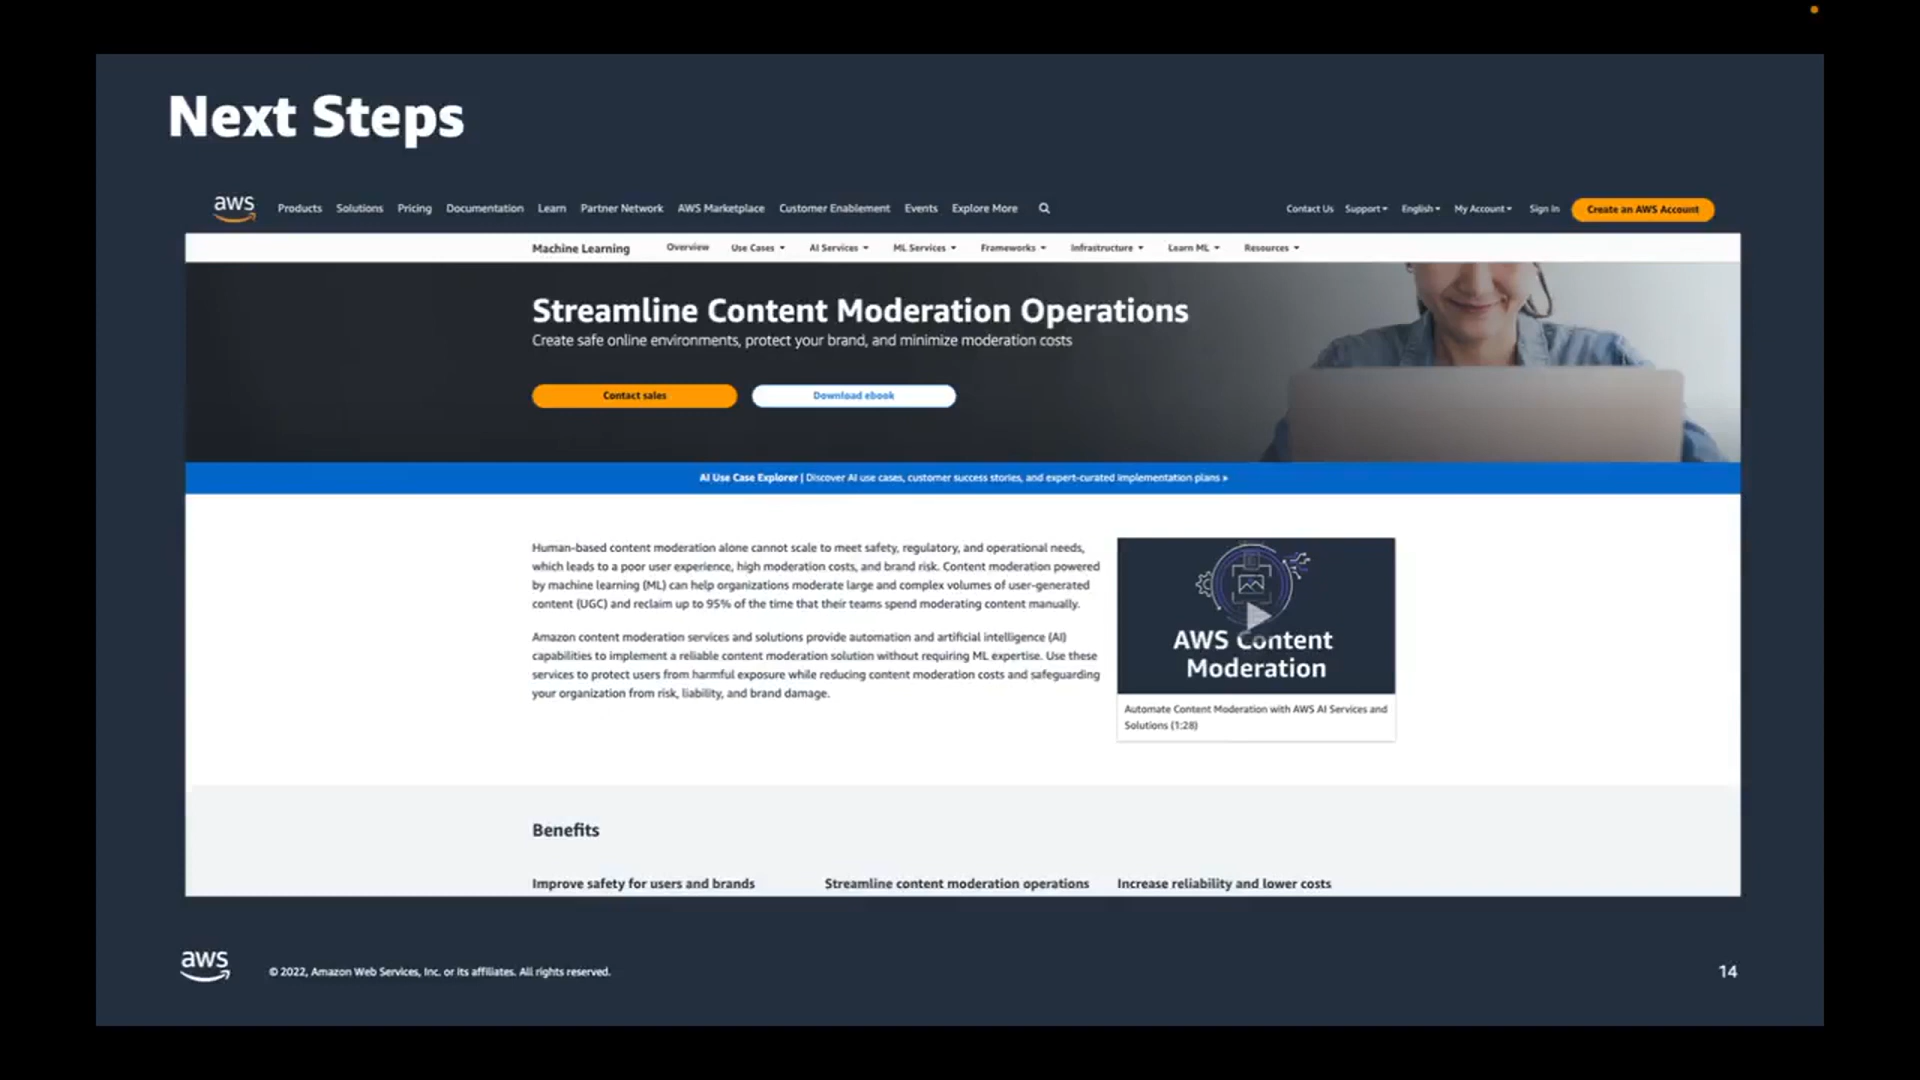 Next Steps
aws Products Solutions Pricing Documentation Learn Partner Network AWS Marketplace Customer Enablement Events Explore More Contact Us Support English My Account Sign In Create an AWS Account
Machine Learning Overview Use Cases AI Services ML Services Frameworks Infrastructure Learn ML Resources
Streamline Content Moderation Operations
Create safe online environments, protect your brand, and minimize moderation costs
Contact sales Download ebook
AI Use Case Explorer | Discover AI use cases, customer success stories, and expert-curated implementation plans »
Human-based content moderation alone cannot scale to meet safety, regulatory, and operational needs,
which leads to a poor user experience, high moderation costs, and brand risk. Content moderation powered
by machine learning (ML) can help organizations moderate large and complex volumes of user-generated
content (UGC) and reclaim up to 95% of the time that their teams spend moderating content manually.
Amazon content moderation services and solutions provide automation and artificial intelligence (AI)
capabilities to implement a reliable content moderation solution without requiring ML expertise. Use these
services to protect users from harmful exposure while reducing content moderation costs and safeguarding
your organization from risk, liability, and brand damage.
AWS Content
Moderation
Automate Content Moderation with AWS AI Services and
Solutions (1:28)
Benefits
Improve safety for users and brands Streamline content moderation operations Increase reliability and lower costs
aws © 2022, Amazon Web Services, Inc. or its affiliates. All rights reserved. 14